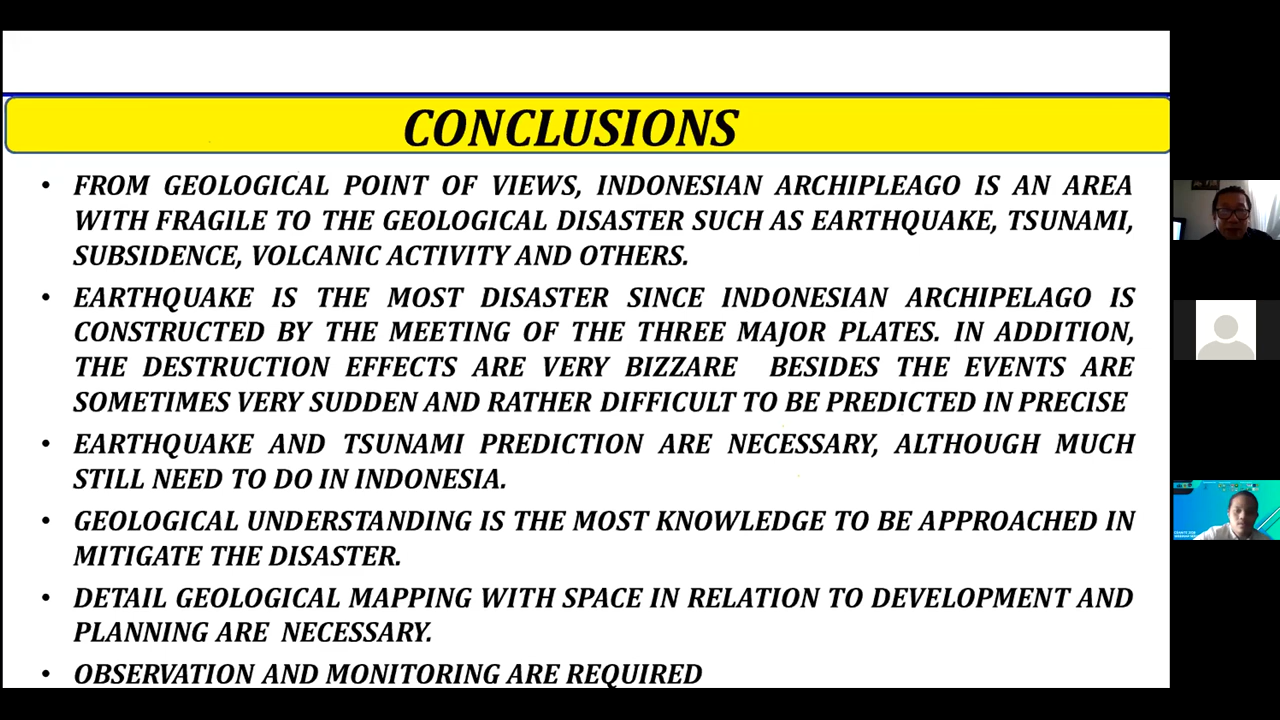 CONCLUSIONS
• FROM GEOLOGICAL POINT OF VIEWS, INDONESIAN ARCHIPLEAGO IS AN AREA
WITH FRAGILE TO THE GEOLOGICAL DISASTER SUCH AS EARTHQUAKE, TSUNAMI,
SUBSIDENCE, VOLCANIC ACTIVITY AND OTHERS.
• EARTHQUAKE IS THE MOST DISASTER SINCE INDONESIAN ARCHIPELAGO IS
CONSTRUCTED BY THE MEETING OF THE THREE MAJOR PLATES. IN ADDITION,
THE DESTRUCTION EFFECTS ARE VERY BIZZARE BESIDES THE EVENTS ARE
SOMETIMES VERY SUDDEN AND RATHER DIFFICULT TO BE PREDICTED IN PRECISE
• EARTHQUAKE AND TSUNAMI PREDICTION ARE NECESSARY, ALTHOUGH MUCH
STILL NEED TO DO IN INDONESIA.
• GEOLOGICAL UNDERSTANDING IS THE MOST KNOWLEDGE TO BE APPROACHED IN
MITIGATE THE DISASTER.
• DETAIL GEOLOGICAL MAPPING WITH SPACE IN RELATION TO DEVELOPMENT AND
PLANNING ARE NECESSARY.
• OBSERVATION AND MONITORING ARE REQUIRED